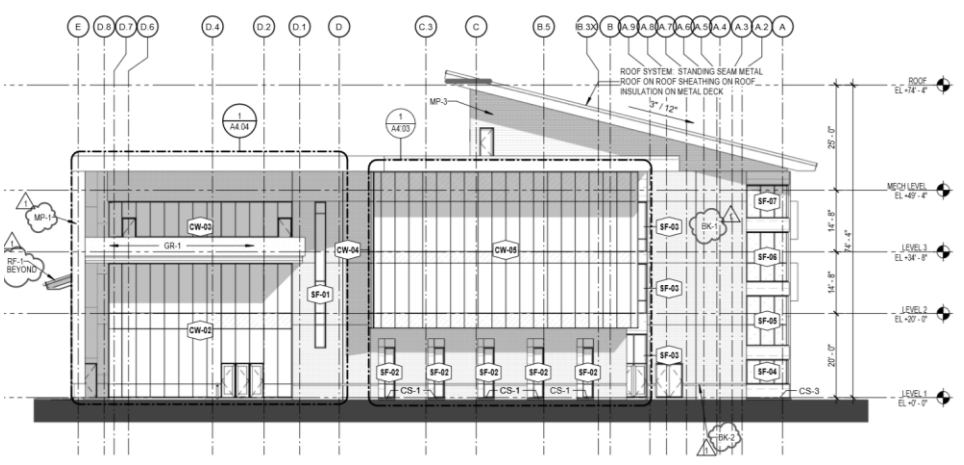 E D.8 D.7 D.6 D.4 D.2 D.1 D C.3 C B.5 B.3X B A.9 A.8 A.7 A.6 A.5 A.4 A.3 A.2 A
ROOF SYSTEM: STANDING SEAM METAL
ROOF ON ROOF SHEATHING ON ROOF
INSULATION ON METAL DECK
3" / 12"
ROOF
EL +74' - 4"
MP-3
1
A4.04
1
A4.03
25' - 0"
MECH LEVEL
EL +49' - 4"
1
MP-1
CW-03
SF-07
BK-1
1
SF-03
14' - 8"
74' - 4"
1
GR-1
CW-04
CW-05
LEVEL 3
EL +34' - 8"
RF-1
BEYOND
SF-06
SF-01
SF-03
14' - 8"
LEVEL 2
EL +20' - 0"
CW-02
SF-05
SF-03
20' - 0"
SF-02 SF-02 SF-02 SF-02 SF-02
SF-04
CS-1 CS-1 CS-1
CS-3
LEVEL 1
EL +0' - 0"
BK-2
1